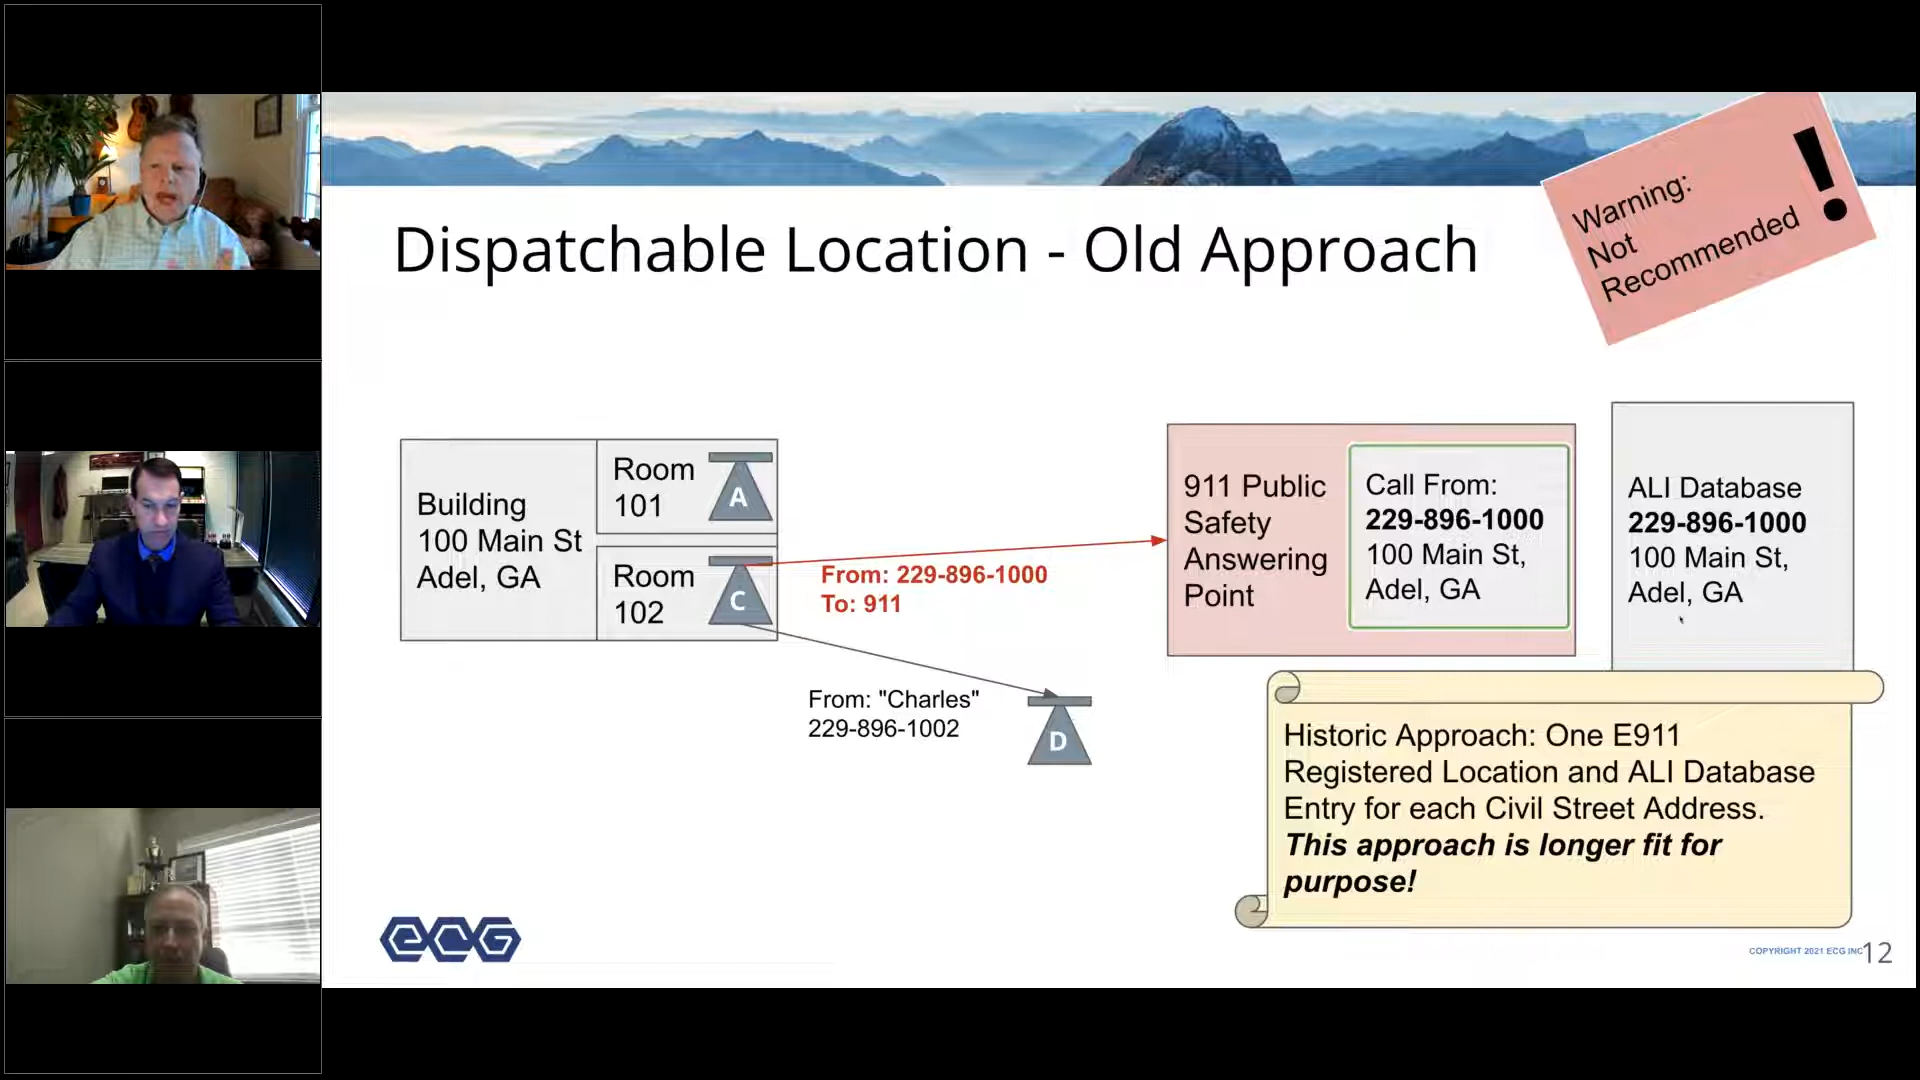 Dispatchable Location - Old Approach
Warning:
Not
Recommended
!
Building
100 Main St
Adel, GA
Room
101
A
Room
102
C
From: 229-896-1000
To: 911
From: "Charles"
229-896-1002
D
911 Public
Safety
Answering
Point
Call From:
229-896-1000
100 Main St,
Adel, GA
ALI Database
229-896-1000
100 Main St,
Adel, GA
Historic Approach: One E911
Registered Location and ALI Database
Entry for each Civil Street Address.
This approach is longer fit for
purpose!
ecg
COPYRIGHT 2021 ECG INC
12